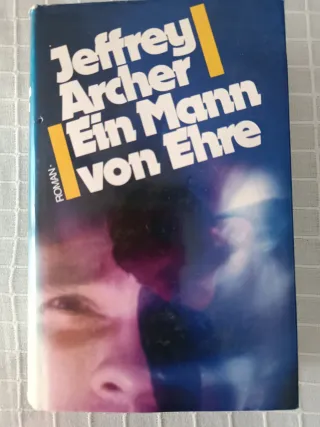 Jeffrey
Archer
Ein Mann
von Ehre
ROMAN